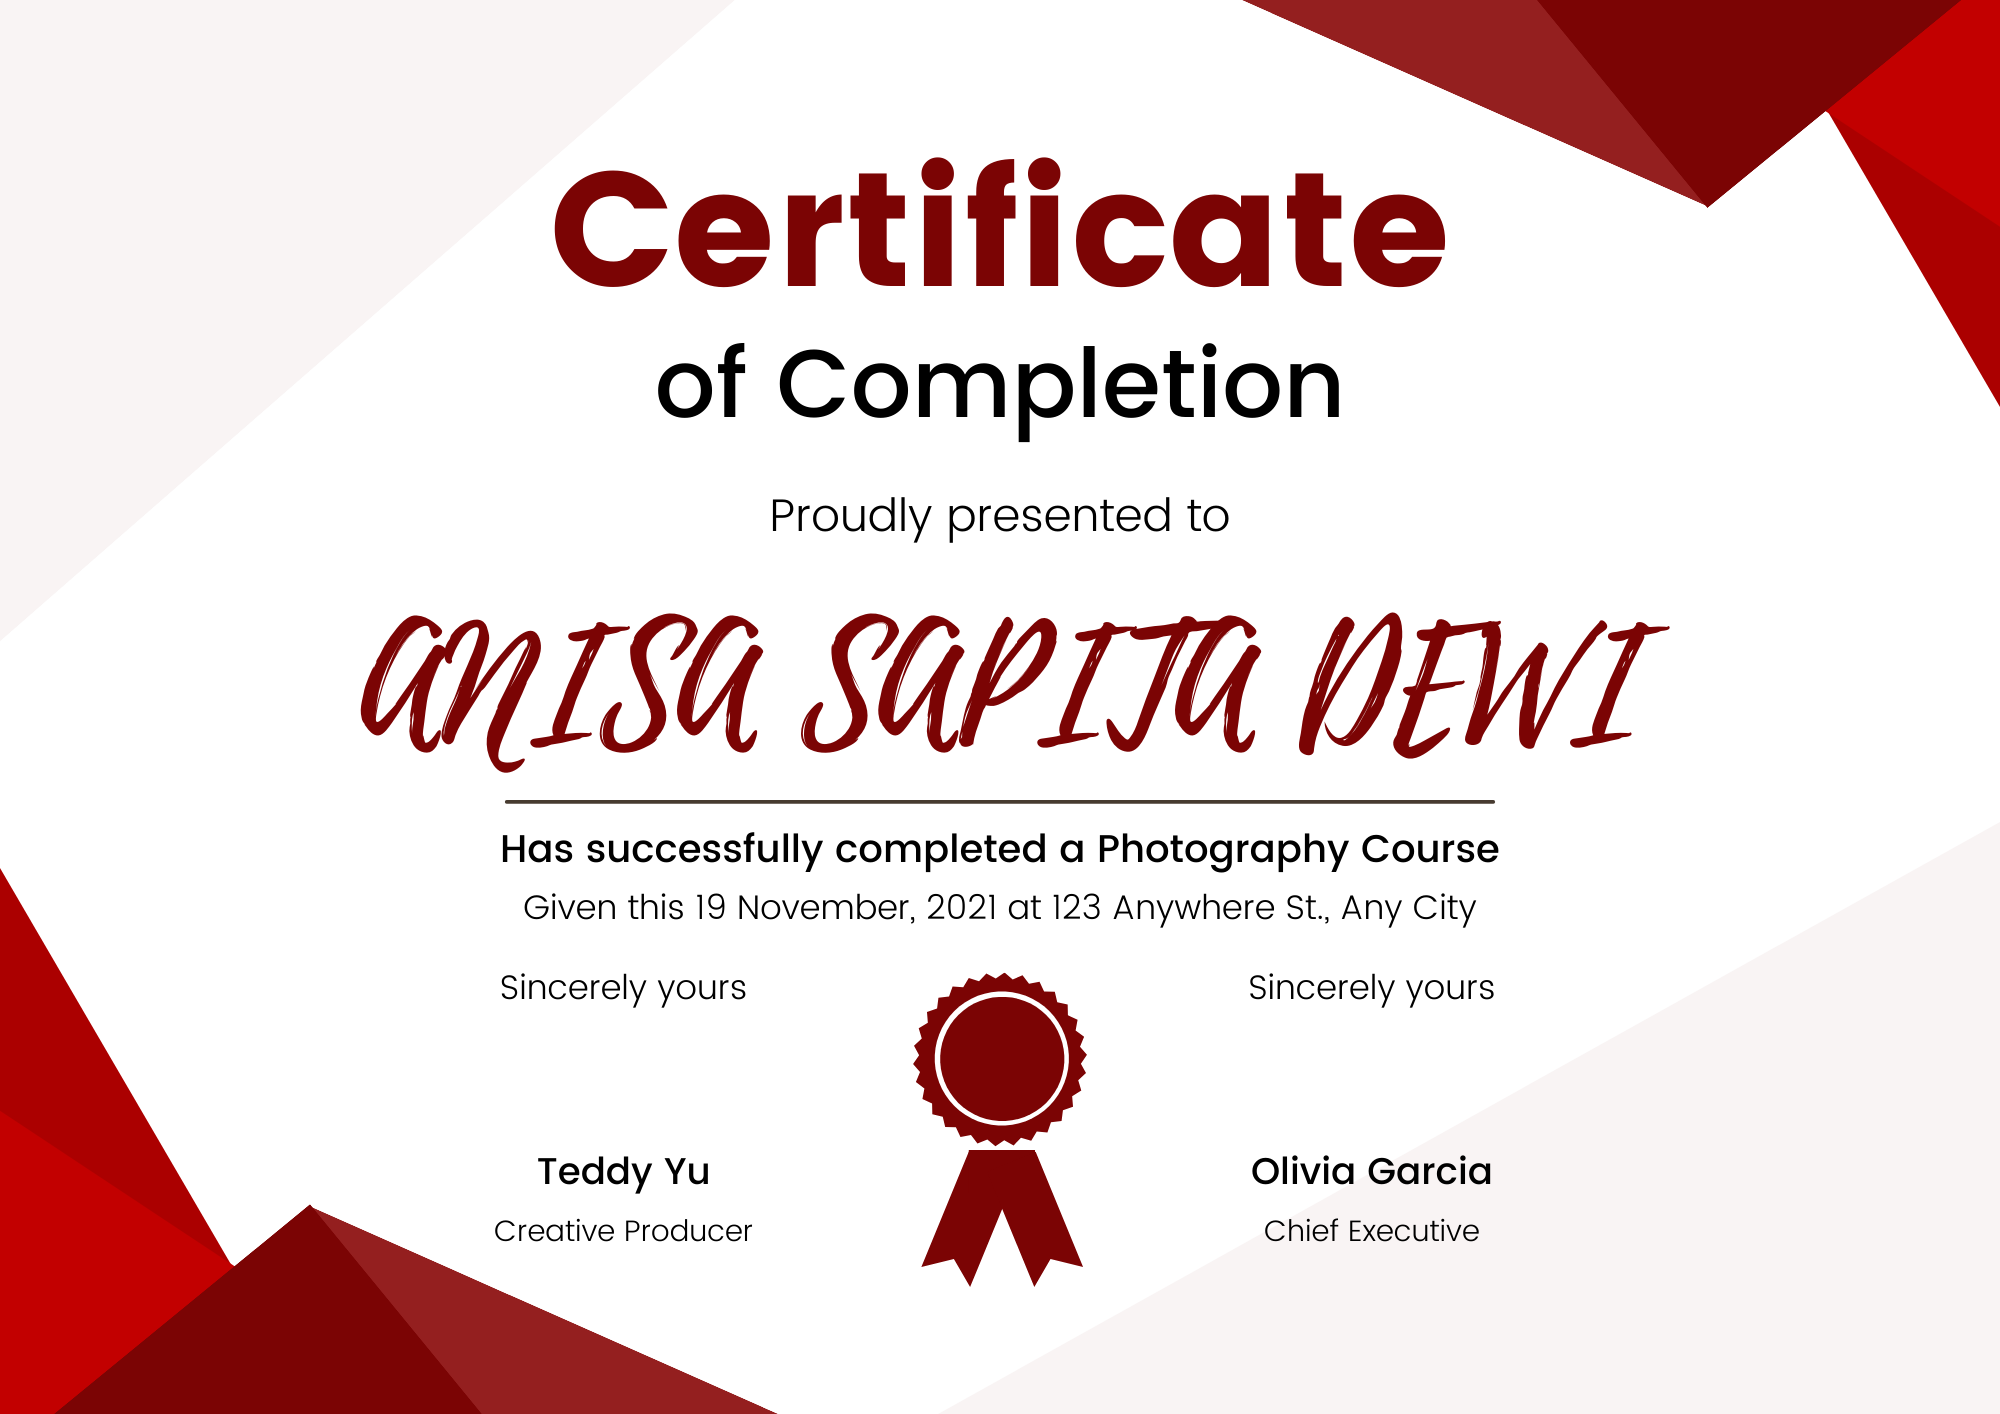 Certificate
of Completion
Proudly presented to
ANISA SAPITA DEWI
Has successfully completed a Photography Course
Given this 19 November, 2021 at 123 Anywhere St., Any City
Sincerely yours
Sincerely yours
Teddy Yu
Creative Producer
Olivia Garcia
Chief Executive